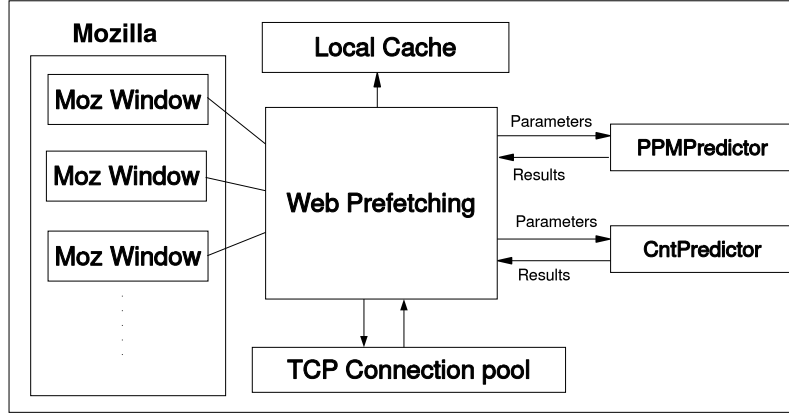 Mozilla
Local Cache
Moz Window
Moz Window
Moz Window
Web Prefetching
Parameters
PPMPredictor
Results
Parameters
CntPredictor
Results
TCP Connection pool